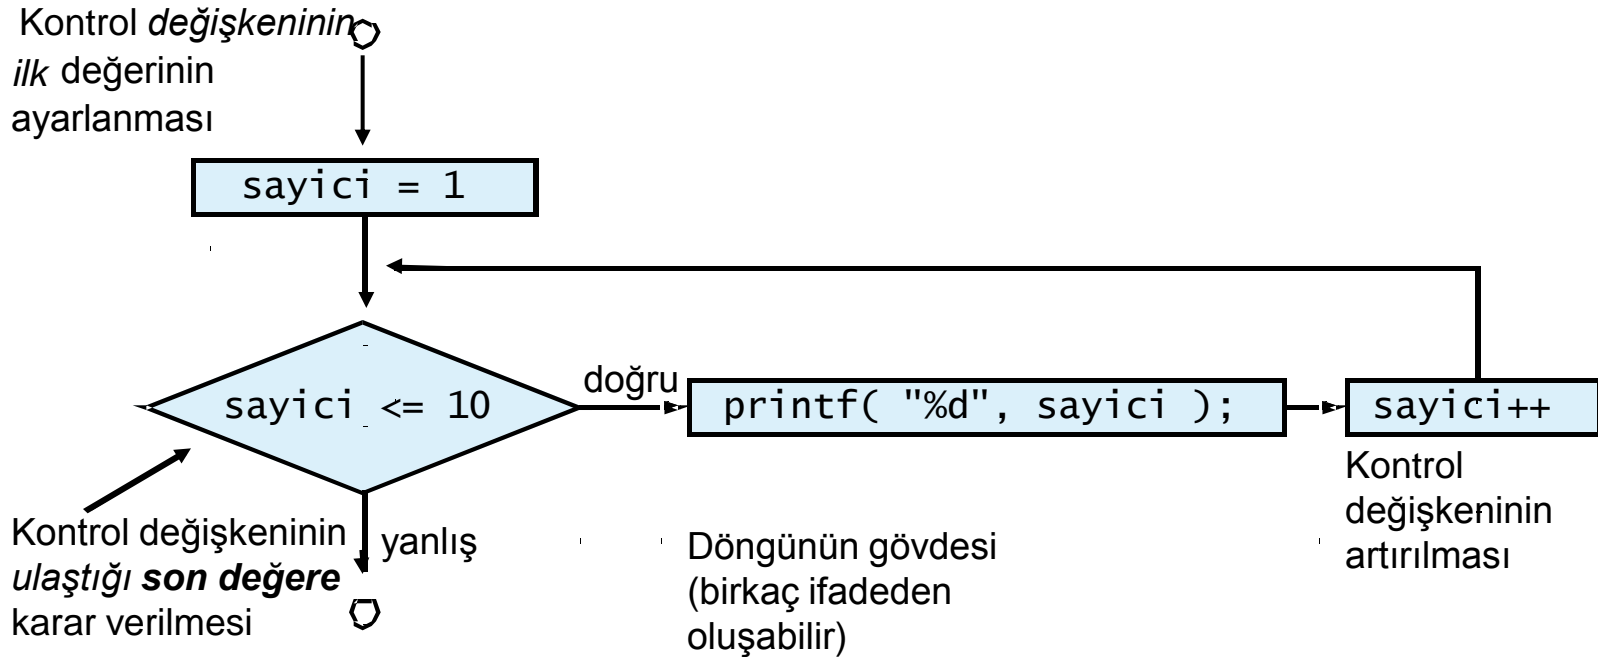 Kontrol değişkeninin
ilk değerinin
ayarlanması
sayici = 1
sayici <= 10
doğru
printf( "%d", sayici );
sayici++
Kontrol
değişkeninin
artırılması
Kontrol değişkeninin
ulaştığı son değere
karar verilmesi
yanlış
Döngünün gövdesi
(birkaç ifadeden
oluşabilir)